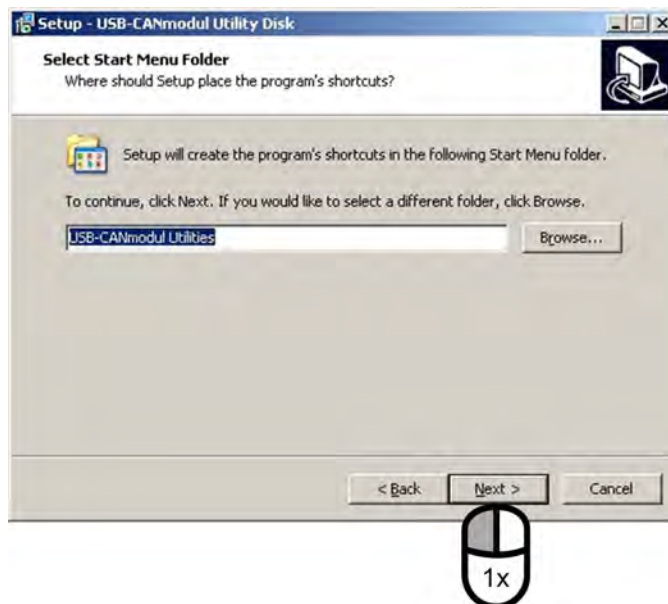 Setup - USB-CANmodul Utility Disk
Select Start Menu Folder
Where should Setup place the program's shortcuts?
Setup will create the program's shortcuts in the following Start Menu folder.
To continue, click Next. If you would like to select a different folder, click Browse.
USB-CANmodul Utilities
Browse...
< Back
Next >
Cancel
1x